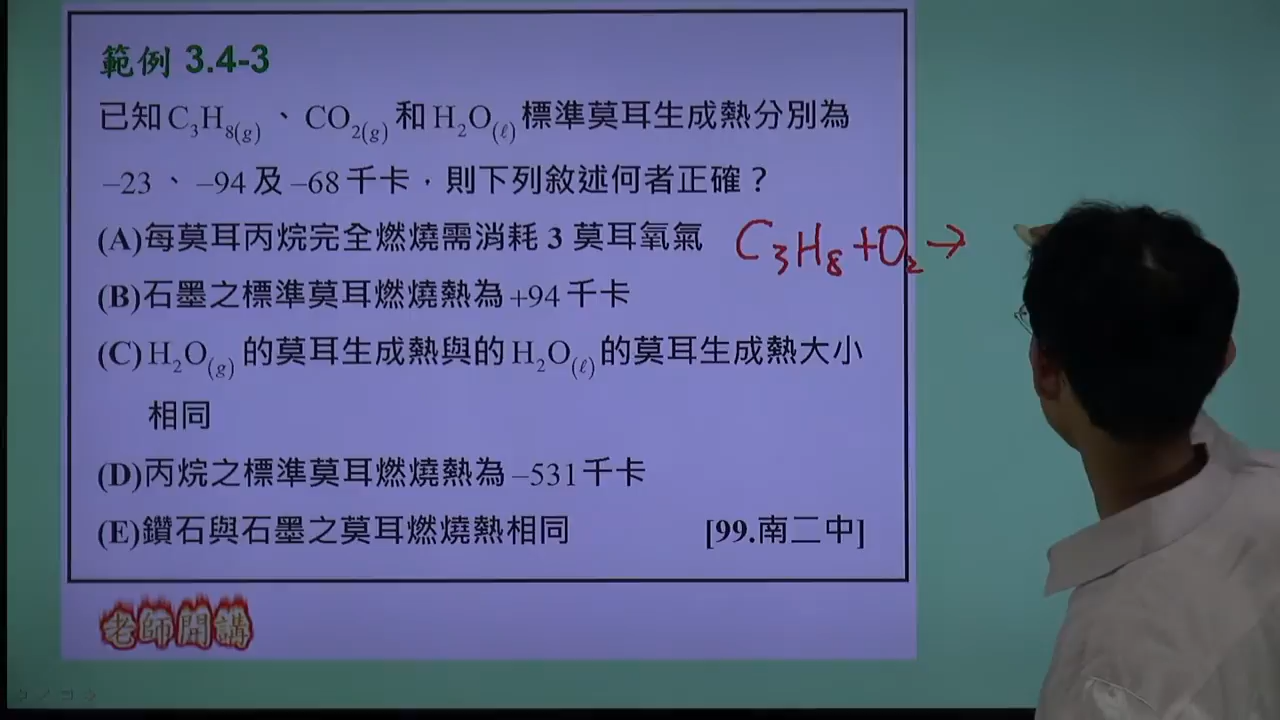 範例 3.4-3
已知C₃H₈₍g₎、CO₂₍g₎和H₂O₍ℓ₎標準莫耳生成熱分別為
–23、–94及–68千卡，則下列敘述何者正確？
(A)每莫耳丙烷完全燃燒需消耗3莫耳氧氣
C₃H₈+O₂→
(B)石墨之標準莫耳燃燒熱為+94千卡
(C)H₂O₍g₎的莫耳生成熱與的H₂O₍ℓ₎的莫耳生成熱大小
相同
(D)丙烷之標準莫耳燃燒熱為–531千卡
(E)鑽石與石墨之莫耳燃燒熱相同 [99.南二中]
老師開講